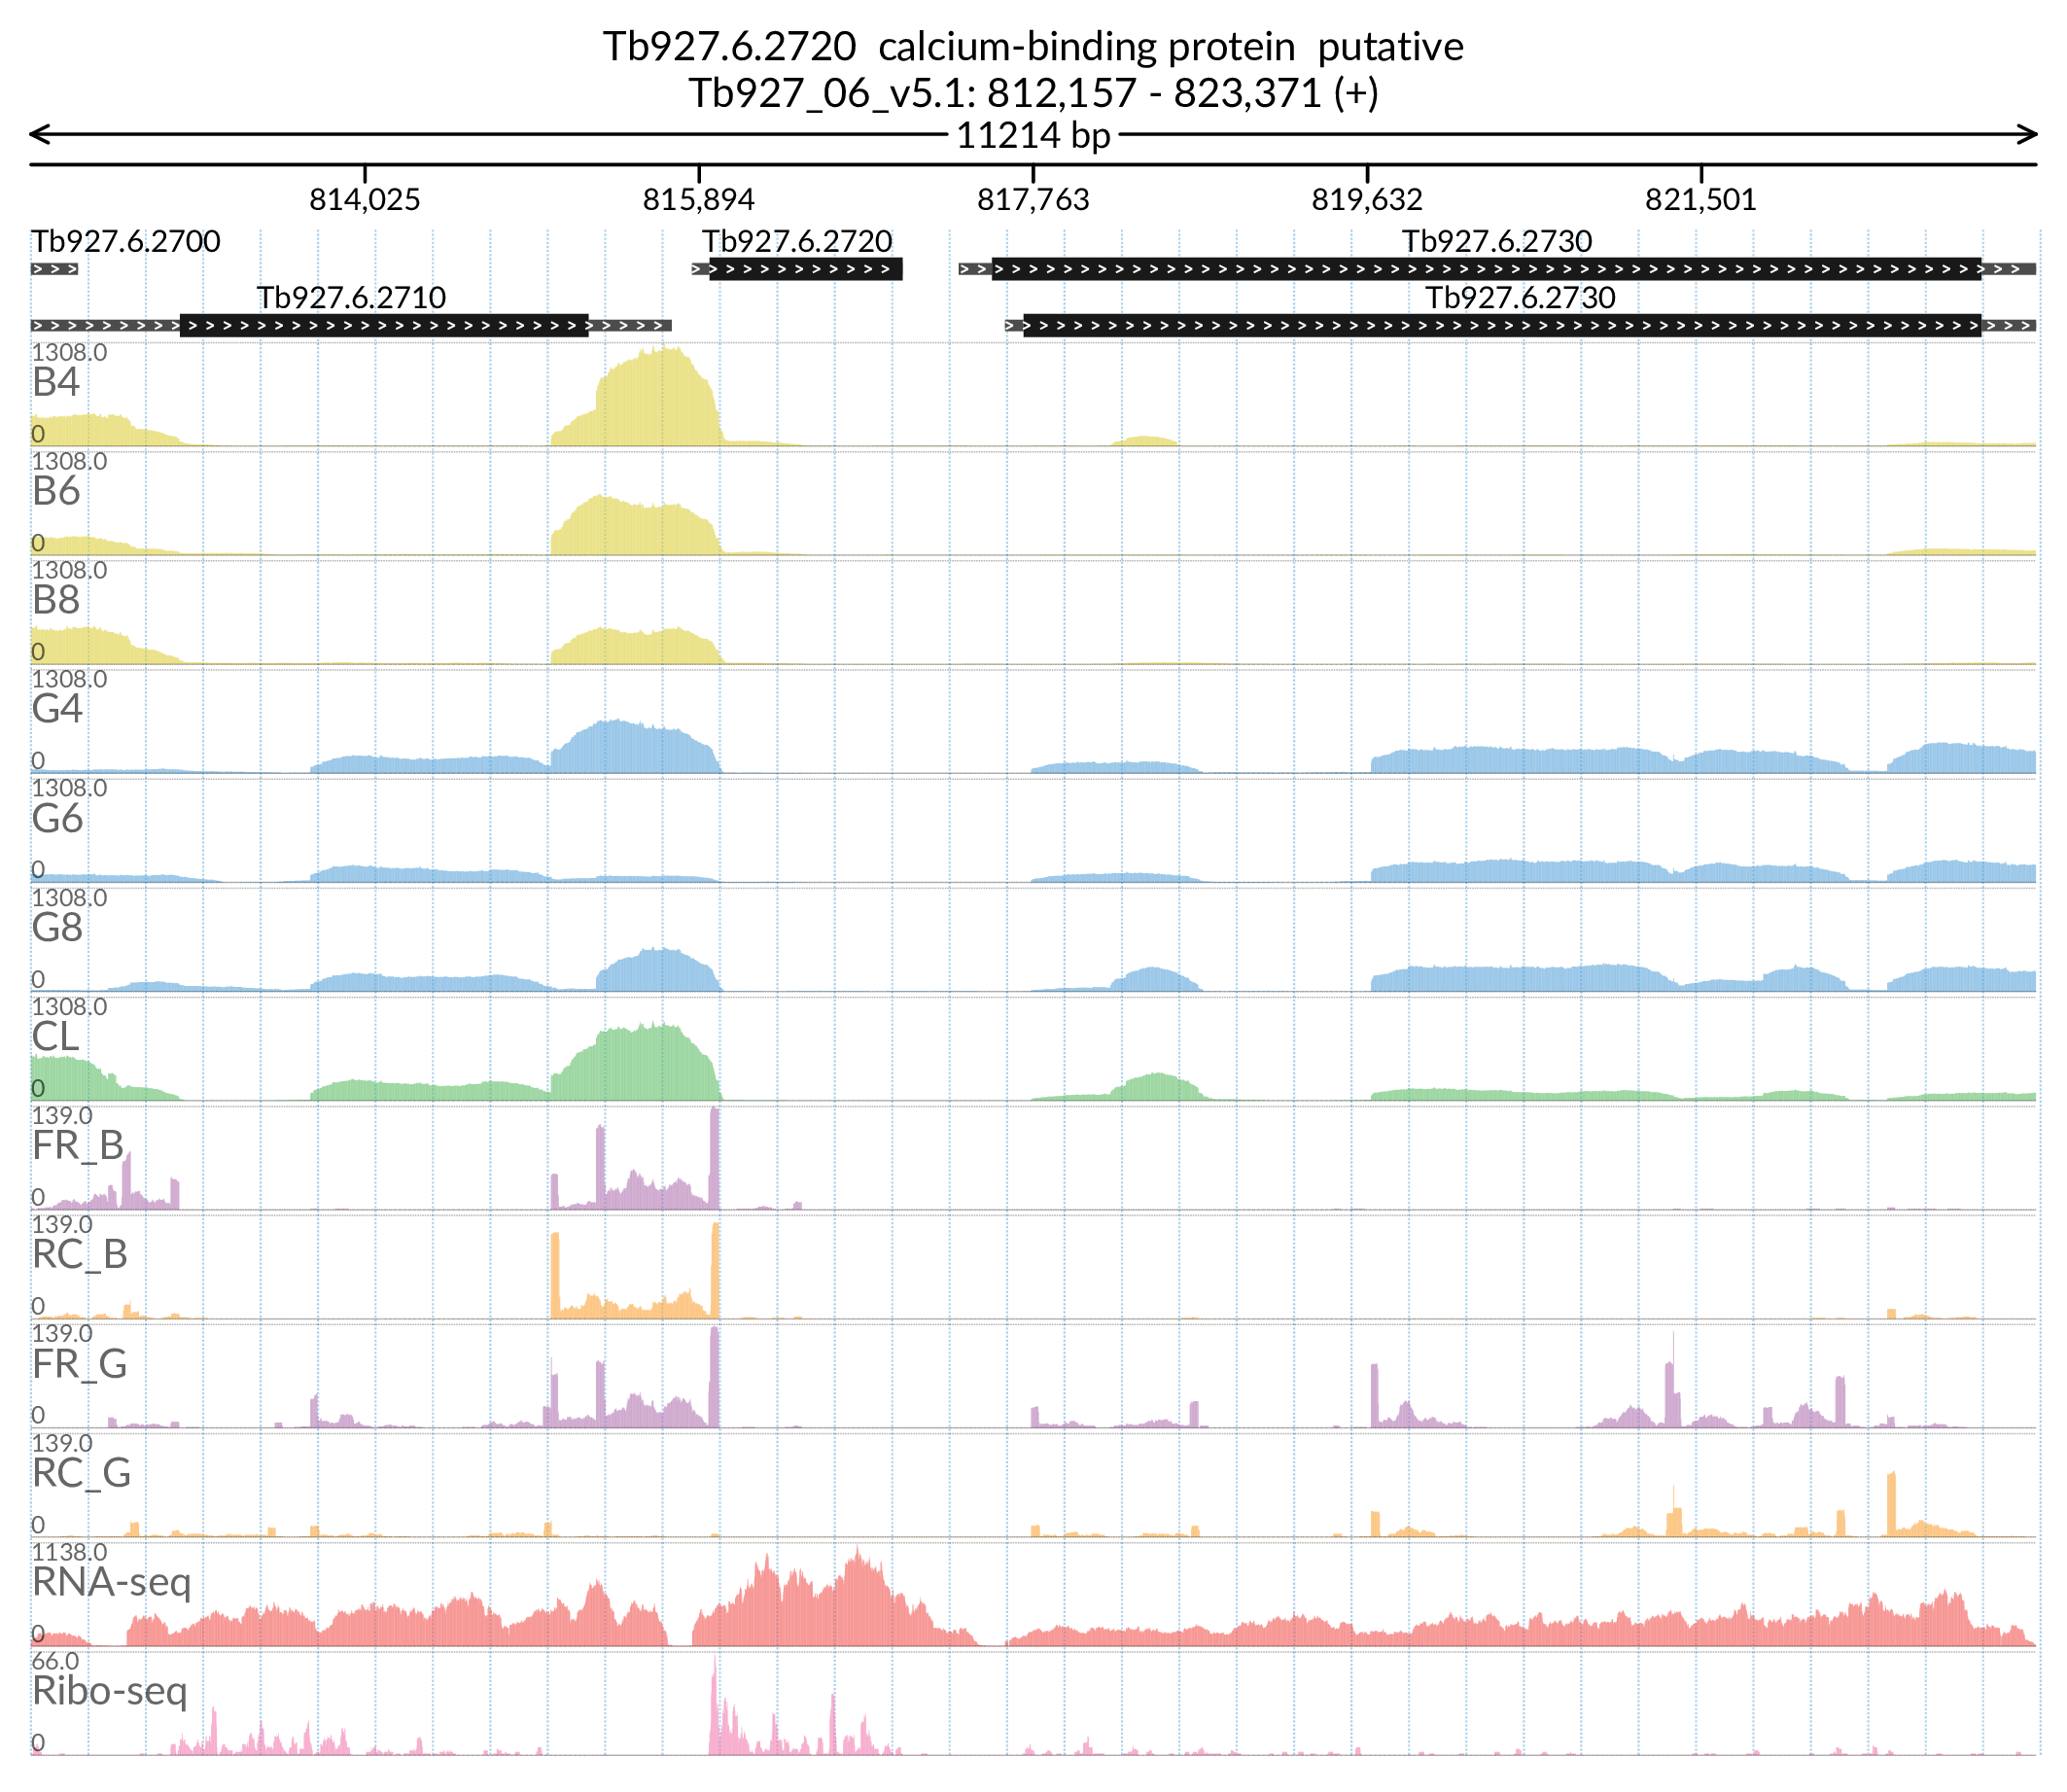 Tb927.6.2720  calcium-binding protein  putative
Tb927_06_v5.1: 812,157 - 823,371 (+)
11214 bp
814,025 815,894 817,763 819,632 821,501
Tb927.6.2700 Tb927.6.2720 Tb927.6.2730
Tb927.6.2710 Tb927.6.2730
1308.0
B4
0
1308.0
B6
0
1308.0
B8
0
1308.0
G4
0
1308.0
G6
0
1308.0
G8
0
1308.0
CL
0
139.0
FR_B
0
139.0
RC_B
0
139.0
FR_G
0
139.0
RC_G
0
1138.0
RNA-seq
0
66.0
Ribo-seq
0